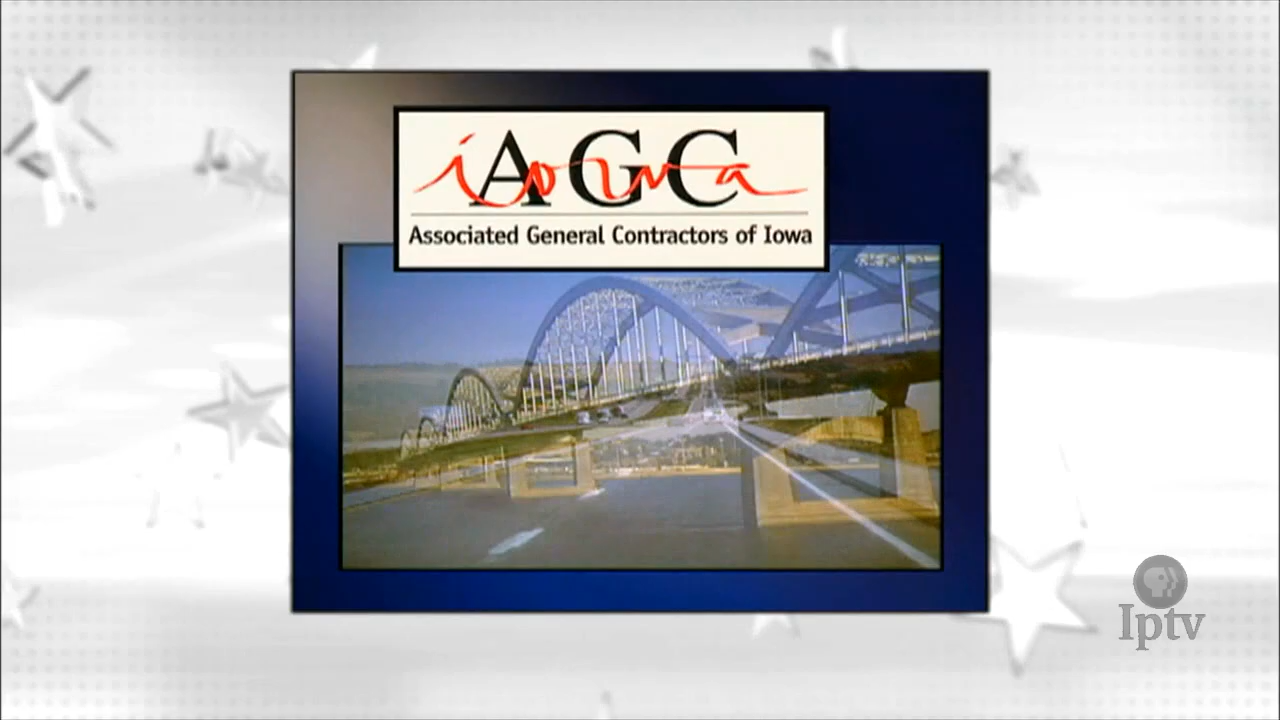 AGC
iowa
Associated General Contractors of Iowa
Iptv